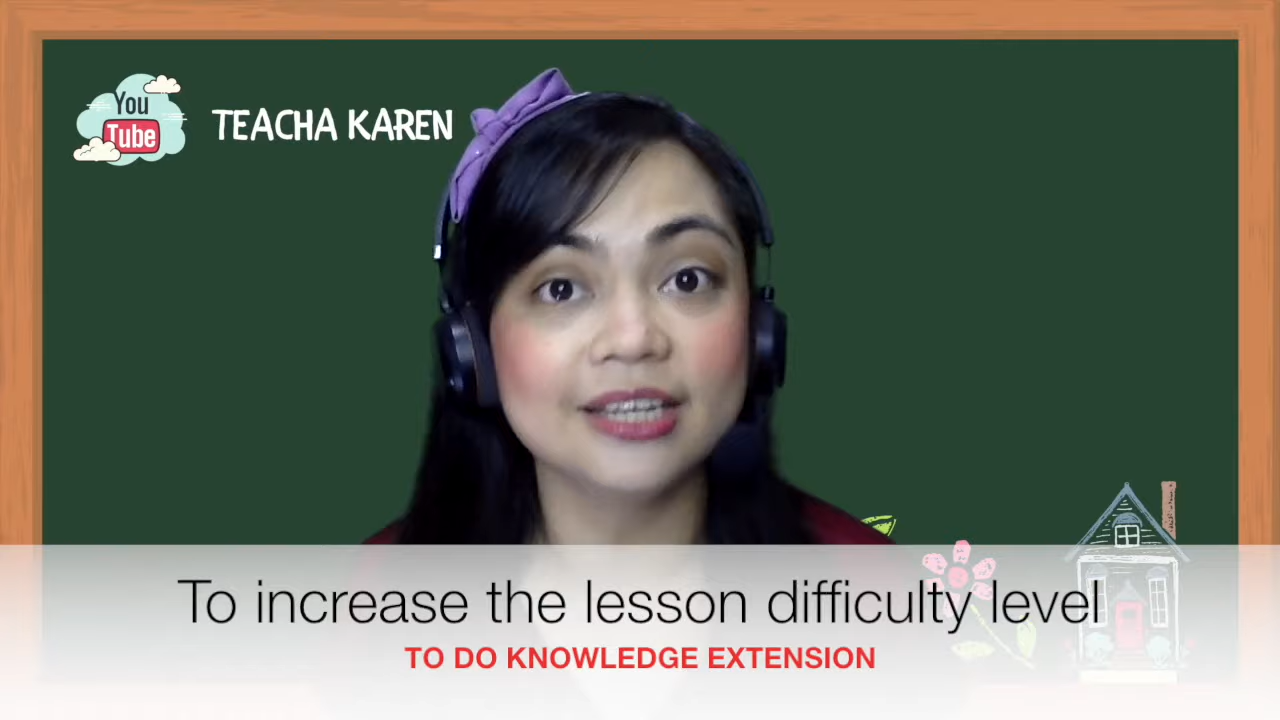 You
Tube
TEACHA KAREN
To increase the lesson difficulty level
TO DO KNOWLEDGE EXTENSION